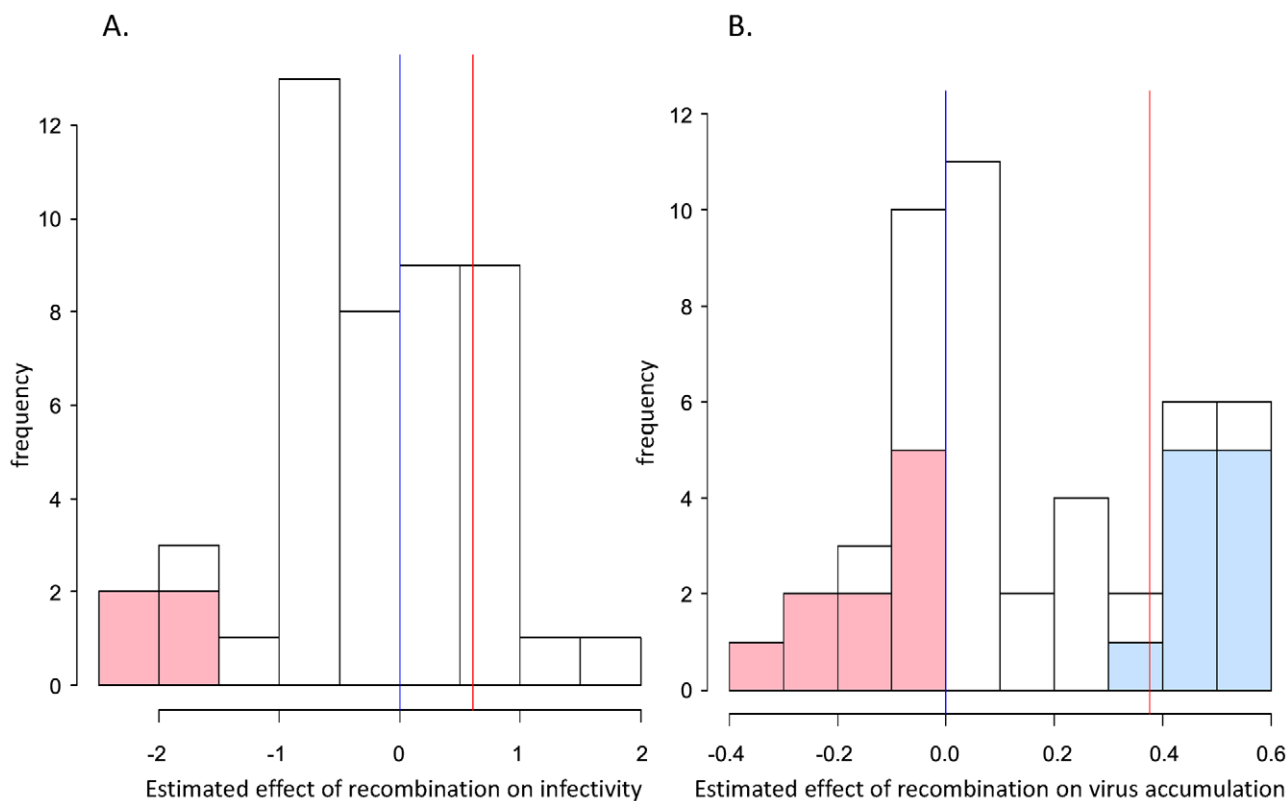 A.
frequency
12
10
8
6
4
2
0
-2 -1 0 1 2
Estimated effect of recombination on infectivity
B.
frequency
12
10
8
6
4
2
0
-0.4 -0.2 0.0 0.2 0.4 0.6
Estimated effect of recombination on virus accumulation